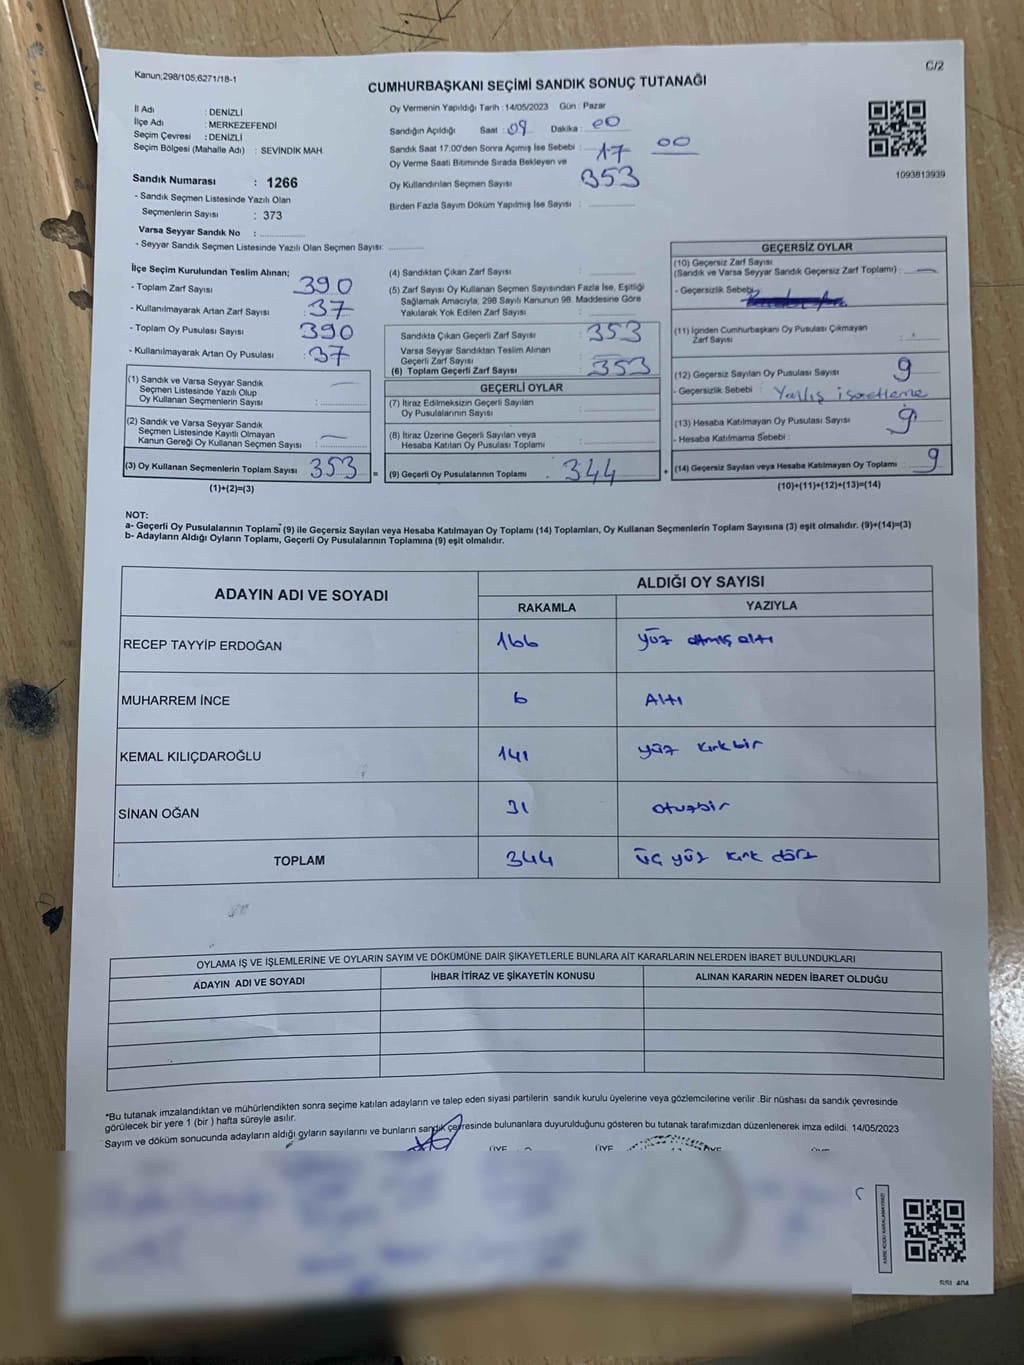 Kanun;298/105;6271/18-1
C/2
CUMHURBAŞKANI SEÇİMİ SANDIK SONUÇ TUTANAĞI
İl Adı : DENİZLİ
İlçe Adı : MERKEZEFENDİ
Seçim Çevresi : DENİZLİ
Seçim Bölgesi (Mahalle Adı) : SEVİNDİK MAH.
Sandık Numarası : 1266
- Sandık Seçmen Listesinde Yazılı Olan
Seçmenlerin Sayısı : 373
Varsa Seyyar Sandık No :
- Seyyar Sandık Seçmen Listesinde Yazılı Olan Seçmen Sayısı:
Oy Vermenin Yapıldığı Tarih : 14/05/2023 Gün : Pazar
Sandığın Açıldığı Saat : 09 Dakika : 00
Sandık Saat 17:00'den Sonra Açımış İse Sebebi : 17 00
Oy Verme Saati Bitiminde Sırada Bekleyen ve
Oy Kullandırılan Seçmen Sayısı : 353
Birden Fazla Sayım Döküm Yapılmış İse Sayısı :
1093813939
İlçe Seçim Kurulundan Teslim Alınan;
- Toplam Zarf Sayısı : 390
- Kullanılmayarak Artan Zarf Sayısı : 37
- Toplam Oy Pusulası Sayısı : 390
- Kullanılmayarak Artan Oy Pusulası : 37
(1) Sandık ve Varsa Seyyar
Sandık Seçmen Listesinde Yazılı Olup
Oy Kullanan Seçmenlerin Sayısı :
(2) Sandık ve Varsa Seyyar
Sandık Seçmen Listesinde Kayıtlı Olmayan
Kanun Gereği Oy Kullanan Seçmen Sayısı :
(3) Oy Kullanan Seçmenlerin Toplam Sayısı 353 =
(1)+(2)=(3)
(4) Sandıktan Çıkan Zarf Sayısı :
(5) Zarf Sayısı Oy Kullanan Seçmen Sayısından Fazla İse, Eşitliği
Sağlamak Amacıyla, 298 Sayılı Kanunun 98. Maddesine Göre
Yakılarak Yok Edilen Zarf Sayısı :
Sandıkta Çıkan Geçerli Zarf Sayısı : 353
Varsa Seyyar Sandıktan Teslim Alınan
Geçerli Zarf Sayısı
(6) Toplam Geçerli Zarf Sayısı : 353
GEÇERLİ OYLAR
(7) İtiraz Edilmeksizin Geçerli Sayılan
Oy Pusulalarının Sayısı :
(8) İtiraz Üzerine Geçerli Sayılan veya
Hesaba Katılan Oy Pusulası Toplamı :
(9) Geçerli Oy Pusulalarının Toplamı : 344 +
GEÇERSİZ OYLAR
(10) Geçersiz Zarf Sayısı
(Sandık ve Varsa Seyyar Sandık Geçersiz Zarf Toplamı) :
- Geçersizlik Sebebi
(11) İçinden Cumhurbaşkanı Oy Pusulası Çıkmayan
Zarf Sayısı :
(12) Geçersiz Sayılan Oy Pusulası Sayısı 9
- Geçersizlik Sebebi : Yanlış işaretleme
(13) Hesaba Katılmayan Oy Pusulası Sayısı : 9
- Hesaba Katılmama Sebebi :
(14) Geçersiz Sayılan veya Hesaba Katılmayan Oy Toplamı : 9
(10)+(11)+(12)+(13)=(14)
NOT:
a- Geçerli Oy Pusulalarının Toplamı (9) ile Geçersiz Sayılan veya Hesaba Katılmayan Oy Toplamı (14) Toplamları, Oy Kullanan Seçmenlerin Toplam Sayısına (3) eşit olmalıdır. (9)+(14)=(3)
b- Adayların Aldığı Oyların Toplamı, Geçerli Oy Pusulalarının Toplamına (9) eşit olmalıdır.
ADAYIN ADI VE SOYADI ALDIĞI OY SAYISI
RAKAMLA YAZIYLA
RECEP TAYYİP ERDOĞAN 166 yüz atmış altı
MUHARREM İNCE 6 Altı
KEMAL KILIÇDAROĞLU 141 yüz kırkbir
SİNAN OĞAN 31 otuzbir
TOPLAM 344 üç yüz kırk dört
OYLAMA İŞ VE İŞLEMLERİNE VE OYLARIN SAYIM VE DÖKÜMÜNE DAİR ŞİKAYETLERLE BUNLARA AİT KARARLARIN NELERDEN İBARET BULUNDUKLARI
ADAYIN ADI VE SOYADI İHBAR İTİRAZ VE ŞİKAYETİN KONUSU ALINAN KARARIN NEDEN İBARET OLDUĞU
*Bu tutanak imzalandıktan ve mühürlendikten sonra seçime katılan adayların ve talep eden siyasi partilerin sandık kurulu üyelerine veya gözlemcilerine verilir .Bir nüshası da sandık çevresinde
görülecek bir yere 1 (bir ) hafta süreyle asılır.
Sayım ve döküm sonucunda adayların aldığı oyların sayılarını ve bunların sandık çevresinde bulunanlara duyurulduğunu gösteren bu tutanak tarafımızdan düzenlenerek imza edildi. 14/05/2023
ÜYE ÜYE ÜYE